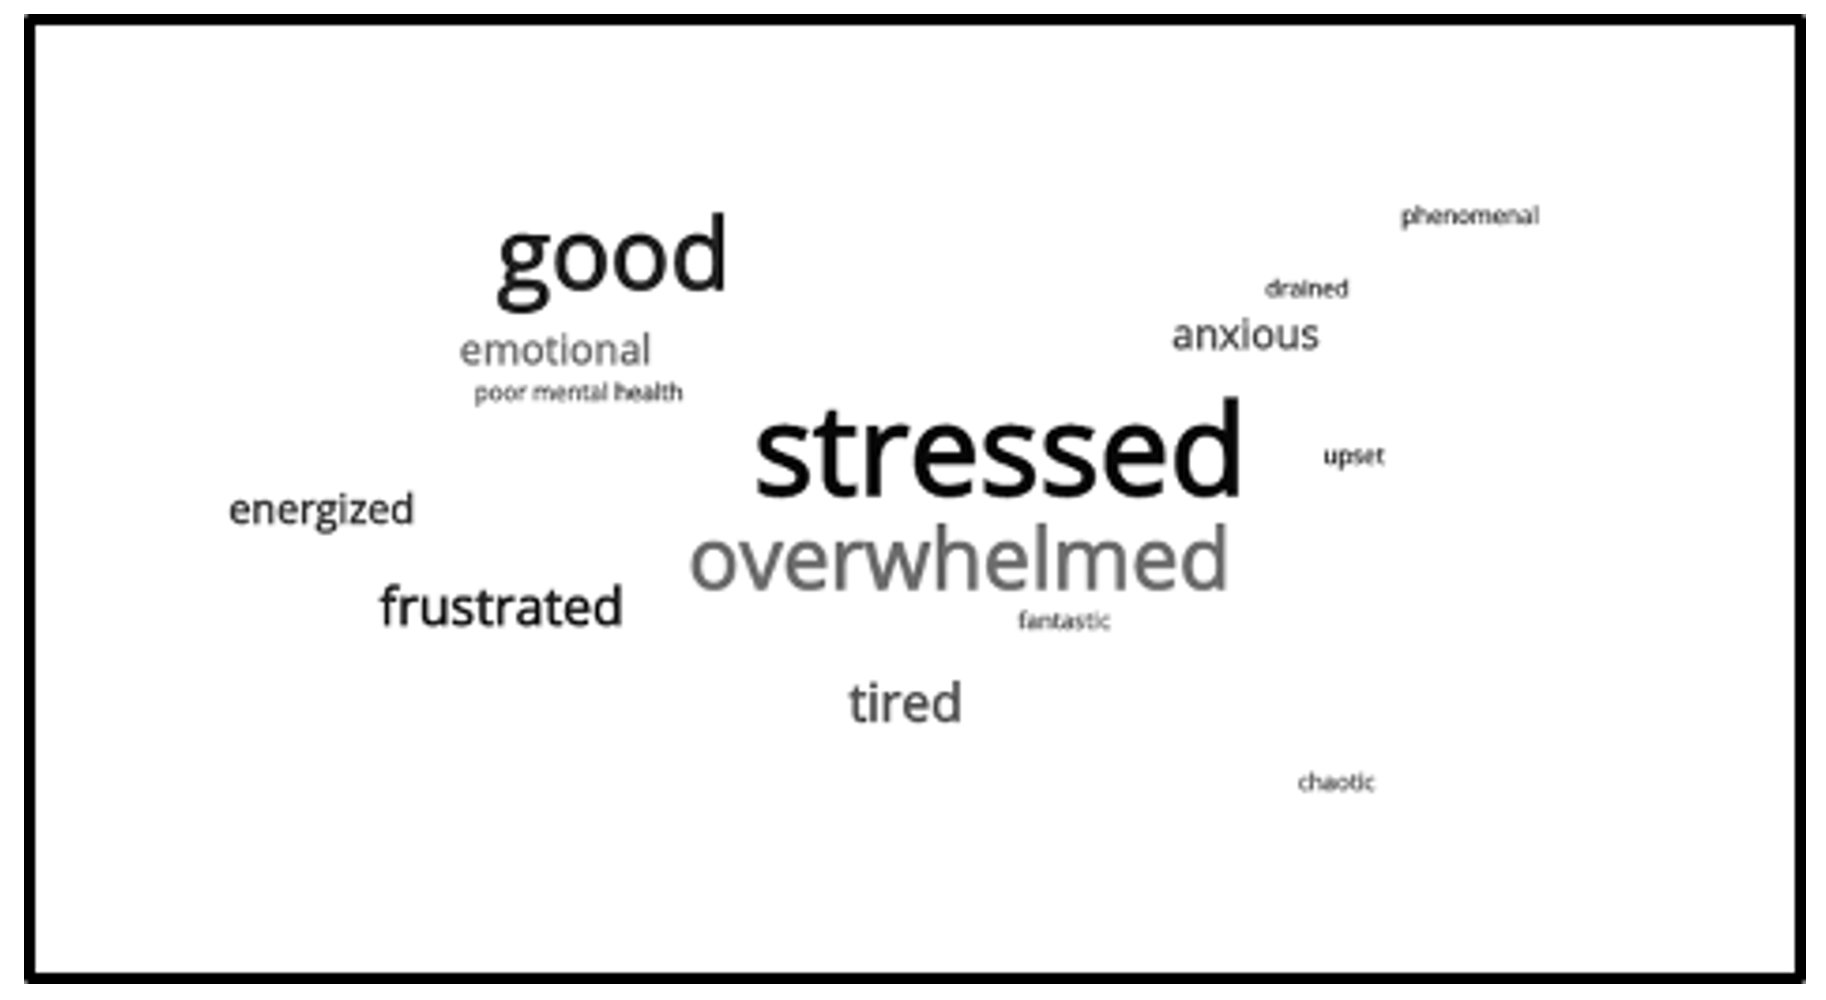 phenomenal
good
drained
anxious
emotional
poor mental health
stressed
upset
energized
overwhelmed
frustrated
fantastic
tired
chaotic